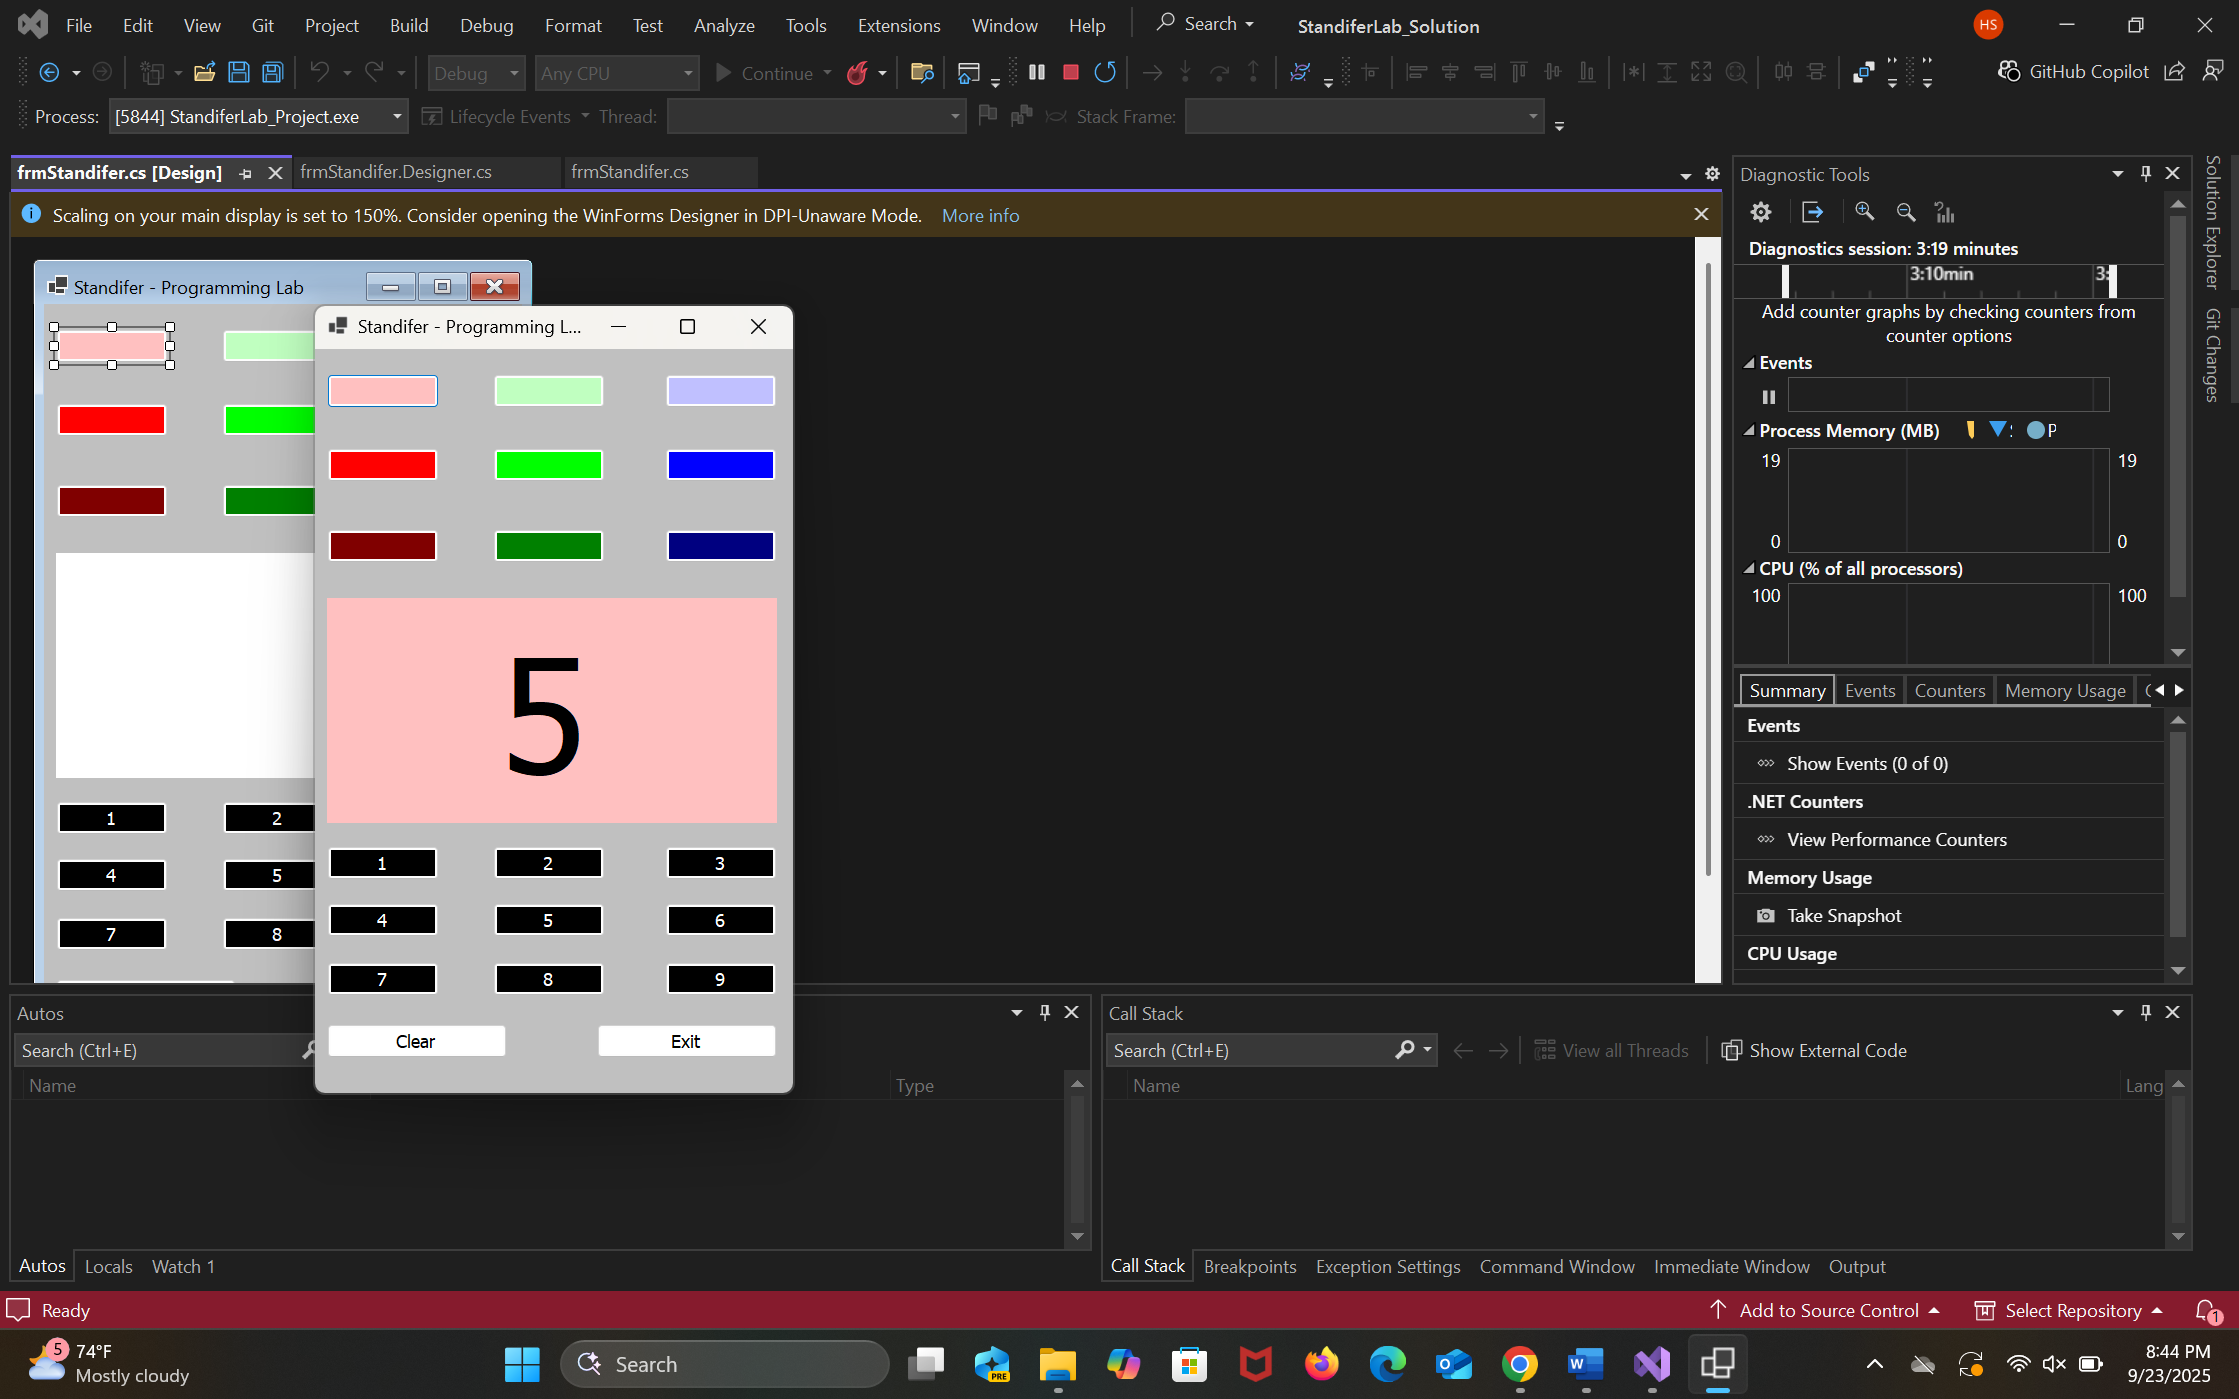 File Edit View Git Project Build Debug Format Test Analyze Tools Extensions Window Help Search StandiferLab_Solution HS
Debug Any CPU Continue GitHub Copilot
Process: [5844] StandiferLab_Project.exe Lifecycle Events Thread: Stack Frame:
frmStandifer.cs [Design] frmStandifer.Designer.cs frmStandifer.cs
Scaling on your main display is set to 150%. Consider opening the WinForms Designer in DPI-Unaware Mode. More info
Standifer - Programming Lab
1 2
4 5
7 8
Standifer - Programming L...
5
1 2 3
4 5 6
7 8 9
Clear Exit
Diagnostic Tools
Diagnostics session: 3:19 minutes
3:10min 3:
Add counter graphs by checking counters from
counter options
Events
Process Memory (MB) P
19 19
0 0
CPU (% of all processors)
100 100
Summary Events Counters Memory Usage
Events
Show Events (0 of 0)
.NET Counters
View Performance Counters
Memory Usage
Take Snapshot
CPU Usage
Solution Explorer
Git Changes
Autos
Search (Ctrl+E)
Name Type
Autos Locals Watch 1
Call Stack
Search (Ctrl+E) View all Threads Show External Code
Name Lang
Call Stack Breakpoints Exception Settings Command Window Immediate Window Output
Ready Add to Source Control Select Repository 1
5 74°F
Mostly cloudy
Search
PRE
8:44 PM
9/23/2025